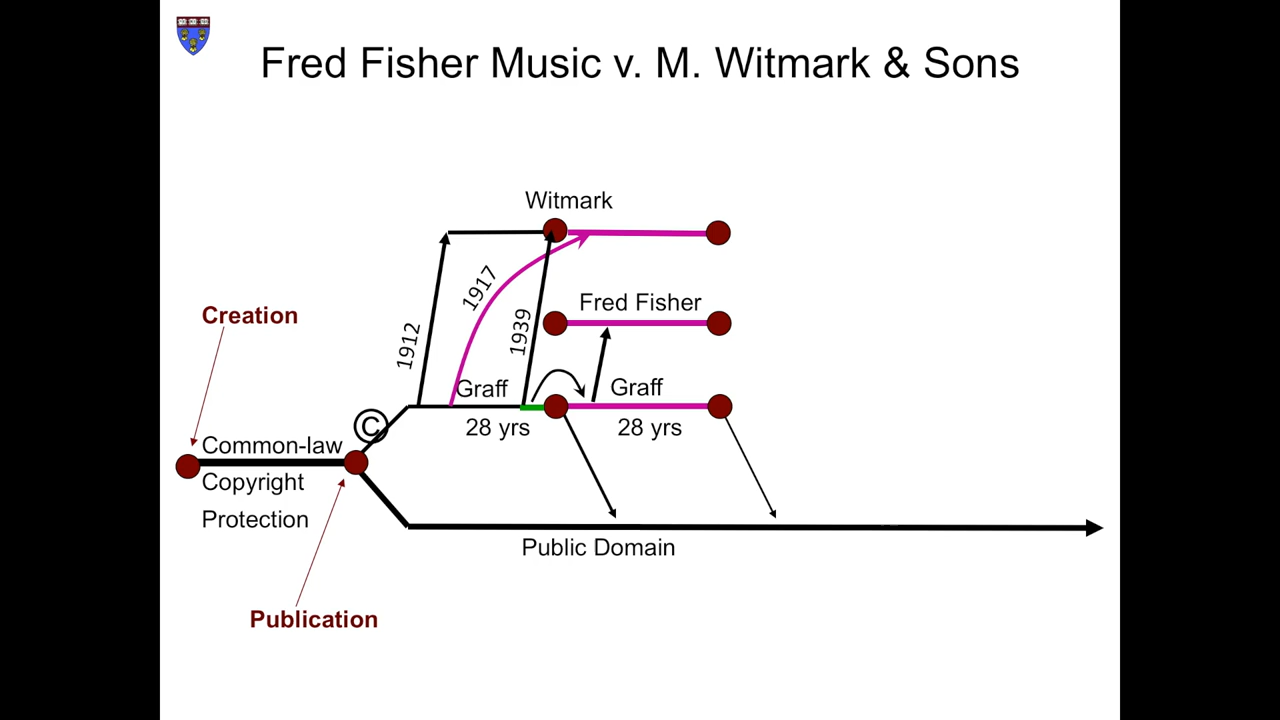 Fred Fisher Music v. M. Witmark & Sons
Witmark
1917
Fred Fisher
Creation
1912
1939
Graff
Graff
©
28 yrs
28 yrs
Common-law
Copyright
Protection
Public Domain
Publication